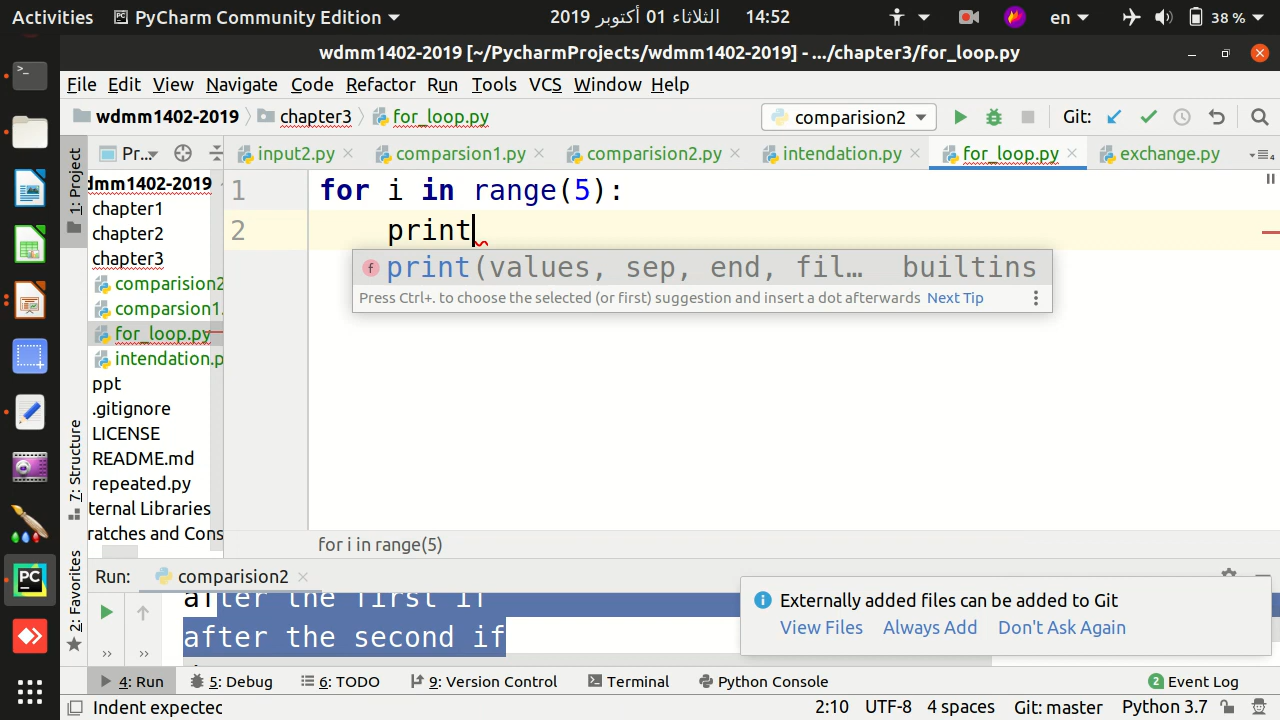 Activities PyCharm Community Edition الثلاثاء 01 أكتوبر 2019 14:52 en 38 %
wdmm1402-2019 [~/PycharmProjects/wdmm1402-2019] - .../chapter3/for_loop.py
File Edit View Navigate Code Refactor Run Tools VCS Window Help
wdmm1402-2019 chapter3 for_loop.py comparision2 Git:
1: Project
Pr... input2.py comparsion1.py comparision2.py intendation.py for_loop.py exchange.py
dmm1402-2019
chapter1
chapter2
chapter3
comparision2
comparsion1.
for_loop.py
intendation.p
ppt
.gitignore
LICENSE
README.md
repeated.py
ternal Libraries
ratches and Cons
1 for i in range(5):
2 print
print(values, sep, end, fil... builtins
Press Ctrl+. to choose the selected (or first) suggestion and insert a dot afterwards Next Tip
for i in range(5)
7: Structure
2: Favorites
Run: comparision2
after the first if
after the second if
Externally added files can be added to Git
View Files Always Add Don't Ask Again
4: Run 5: Debug 6: TODO 9: Version Control Terminal Python Console 2 Event Log
Indent expected 2:10 UTF-8 4 spaces Git: master Python 3.7